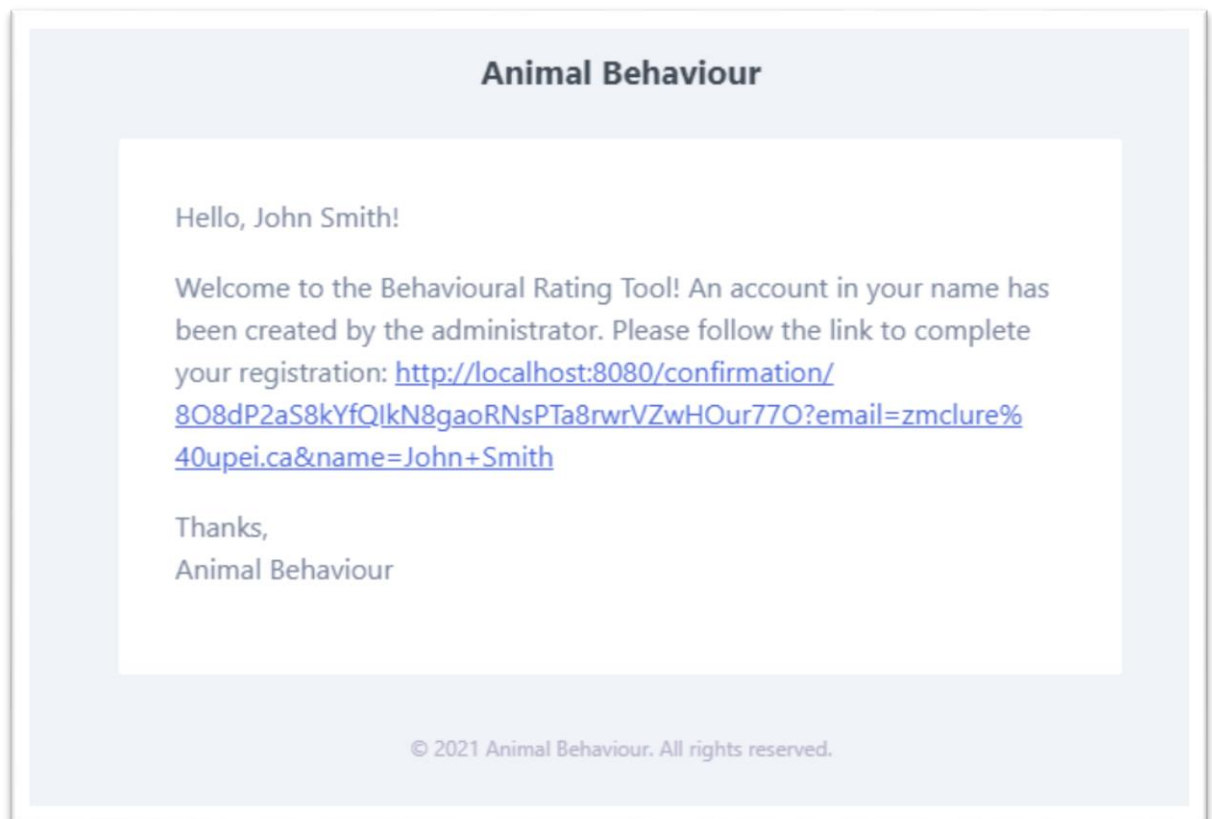 Animal Behaviour
Hello, John Smith!
Welcome to the Behavioural Rating Tool! An account in your name has
been created by the administrator. Please follow the link to complete
your registration: http://localhost:8080/confirmation/
8O8dP2aS8kYfQIkN8gaoRNsPTa8rwrVZwHOur77O?email=zmclure%
40upei.ca&name=John+Smith
Thanks,
Animal Behaviour
© 2021 Animal Behaviour. All rights reserved.